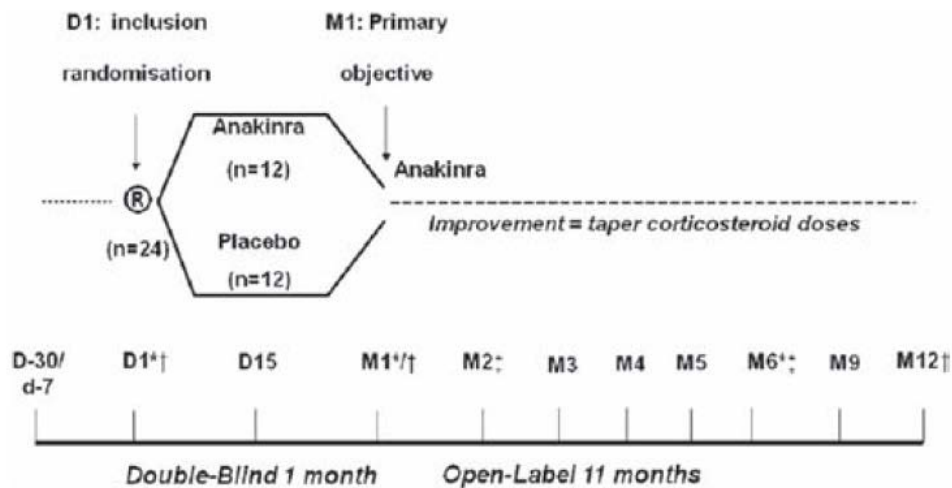 D1: inclusion
randomisation
M1: Primary
objective
Anakinra
(n=12)
Anakinra
R
Improvement = taper corticosteroid doses
(n=24)
Placebo
(n=12)
D-30/
d-7
D1*† D15 M1*/† M2‡ M3 M4 M5 M6*‡ M9 M12†
Double-Blind 1 month Open-Label 11 months